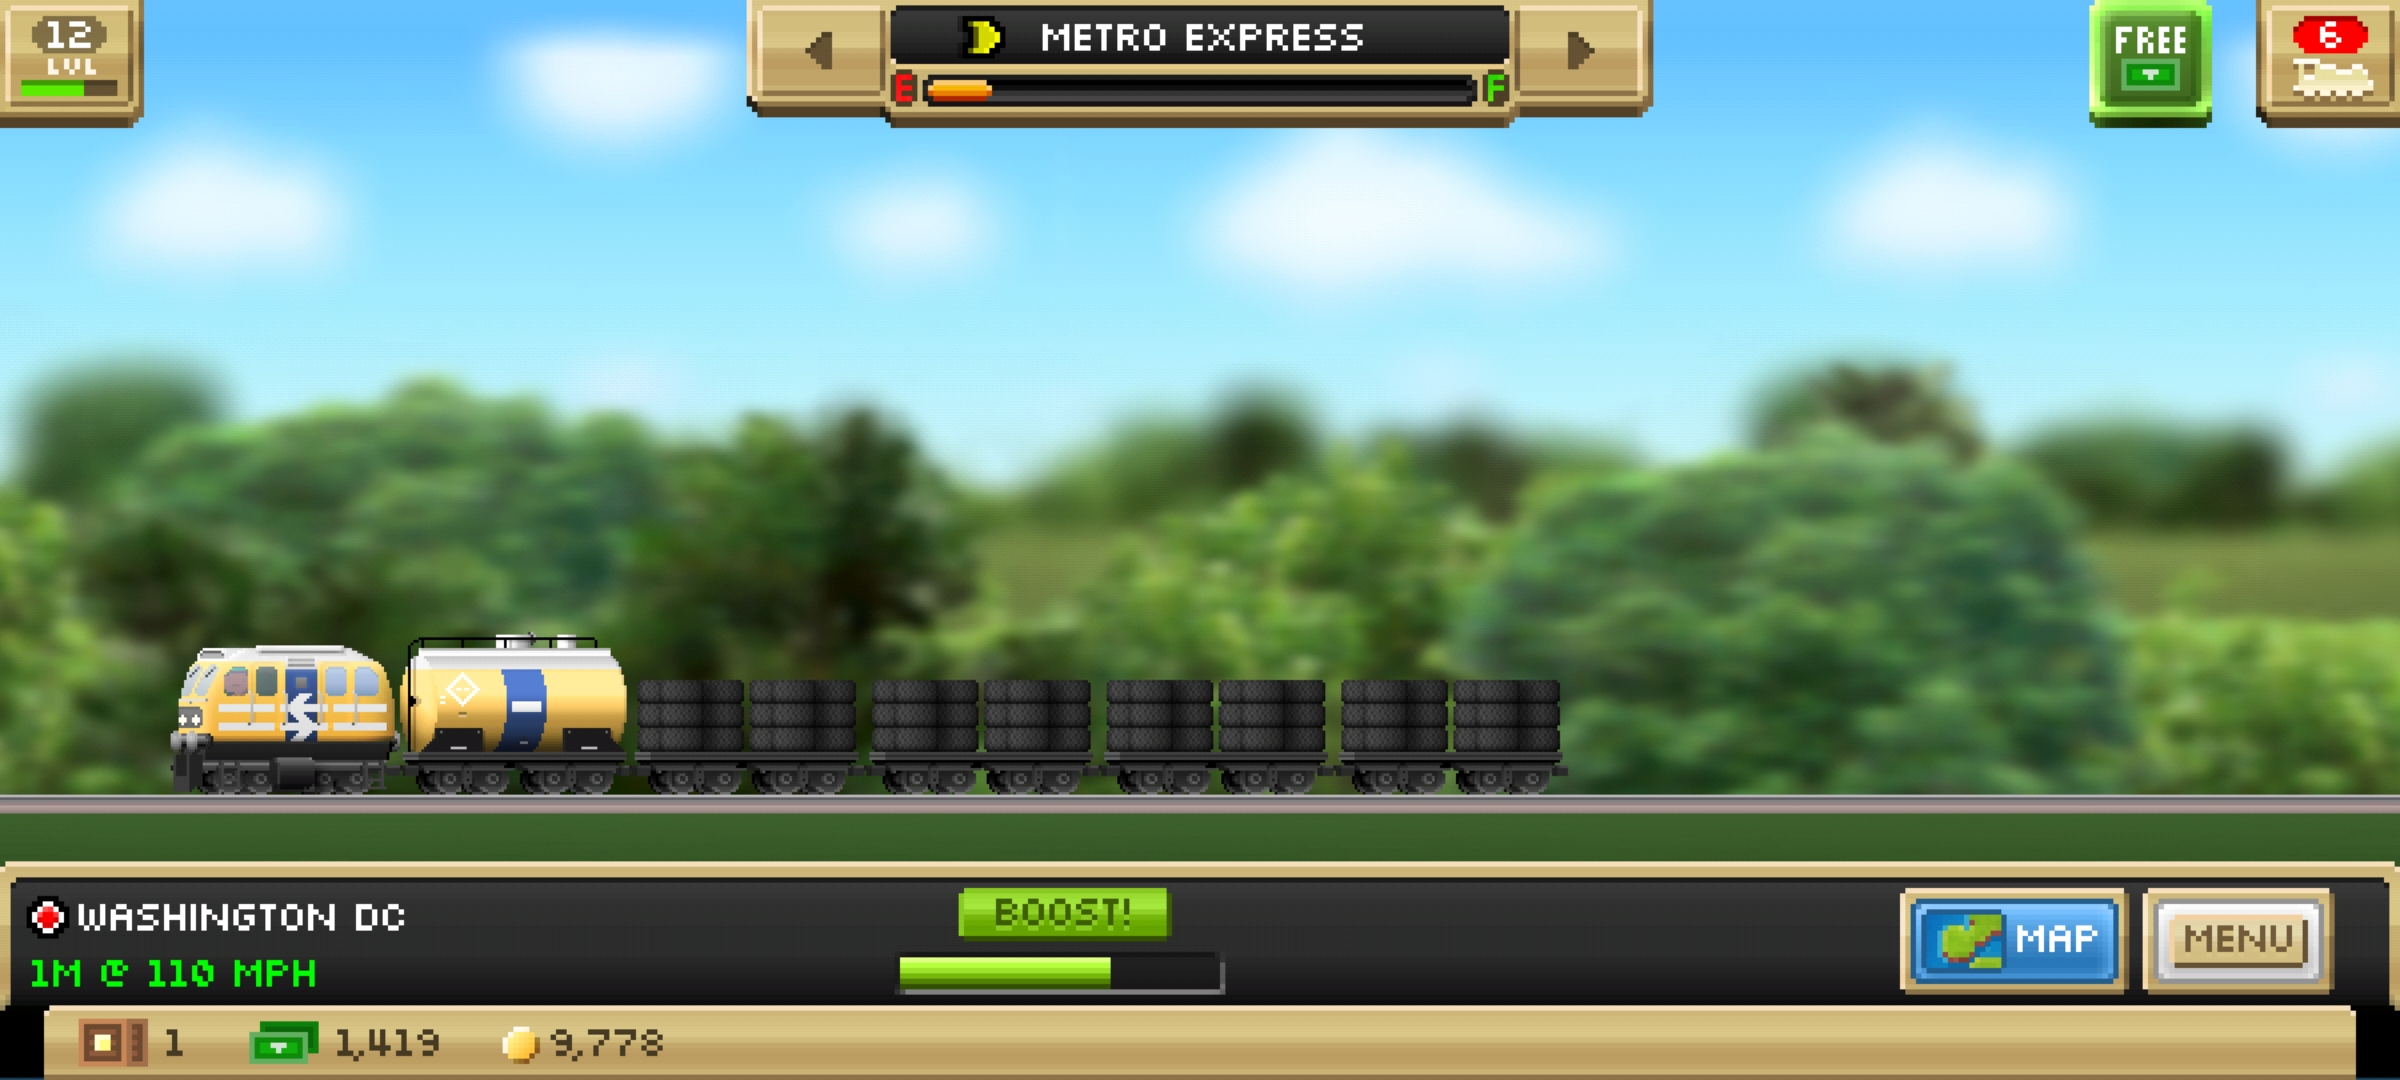 12
LVL
METRO EXPRESS
E F
FREE
6
WASHINGTON DC
1M @ 110 MPH
BOOST!
MAP
MENU
1
1,419
9,778